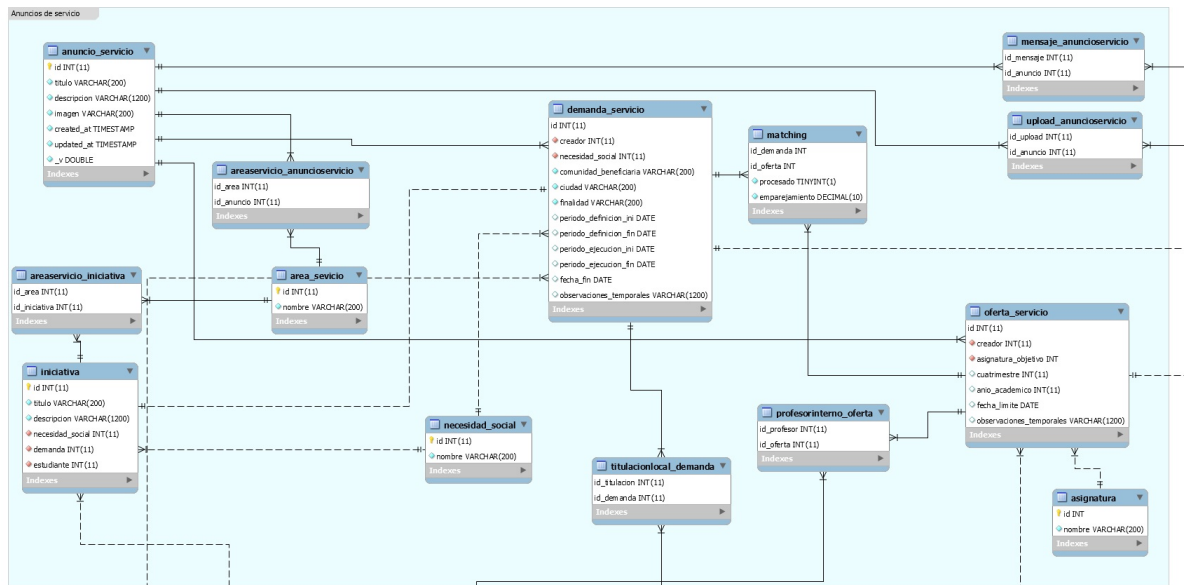 Anuncios de servicio
anuncio_servicio
id INT(11)
titulo VARCHAR(200)
descripcion VARCHAR(1200)
imagen VARCHAR(200)
created_at TIMESTAMP
updated_at TIMESTAMP
_v DOUBLE
Indexes
mensaje_anuncioservicio
id_mensaje INT(11)
id_anuncio INT(11)
Indexes
upload_anuncioservicio
id_upload INT(11)
id_anuncio INT(11)
Indexes
demanda_servicio
id INT(11)
creador INT(11)
necesidad_social INT(11)
comunidad_beneficiaria VARCHAR(200)
ciudad VARCHAR(200)
finalidad VARCHAR(200)
periodo_definicion_ini DATE
periodo_definicion_fin DATE
periodo_ejecucion_ini DATE
periodo_ejecucion_fin DATE
fecha_fin DATE
observaciones_temporales VARCHAR(1200)
Indexes
matching
id_demanda INT
id_oferta INT
procesado TINYINT(1)
emparejamiento DECIMAL(10)
Indexes
areaservicio_anuncioservicio
id_area INT(11)
id_anuncio INT(11)
Indexes
areaservicio_iniciativa
id_area INT(11)
id_iniciativa INT(11)
Indexes
area_sevicio
id INT(11)
nombre VARCHAR(200)
Indexes
oferta_servicio
id INT(11)
creador INT(11)
asignatura_objetivo INT
cuatrimestre INT(11)
anio_academico INT(11)
fecha_limite DATE
observaciones_temporales VARCHAR(1200)
Indexes
iniciativa
id INT(11)
titulo VARCHAR(200)
descripcion VARCHAR(1200)
necesidad_social INT(11)
demanda INT(11)
estudiante INT(11)
Indexes
necesidad_social
id INT(11)
nombre VARCHAR(200)
Indexes
profesorinterno_oferta
id_profesor INT(11)
id_oferta INT(11)
Indexes
titulacionlocal_demanda
id_titulacion INT(11)
id_demanda INT(11)
Indexes
asignatura
id INT
nombre VARCHAR(200)
Indexes